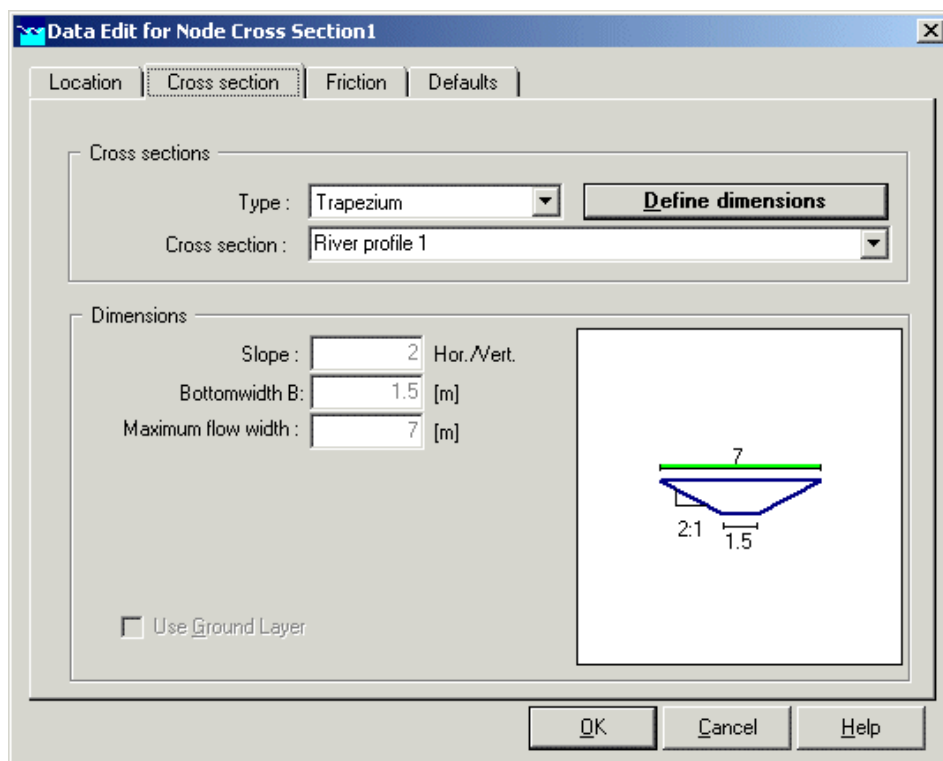 Data Edit for Node Cross Section1
Location Cross section Friction Defaults
Cross sections
Type : Trapezium Define dimensions
Cross section : River profile 1
Dimensions
Slope : 2 Hor./Vert.
Bottomwidth B: 1.5 [m]
Maximum flow width : 7 [m]
7
2:1
1.5
Use Ground Layer
OK Cancel Help